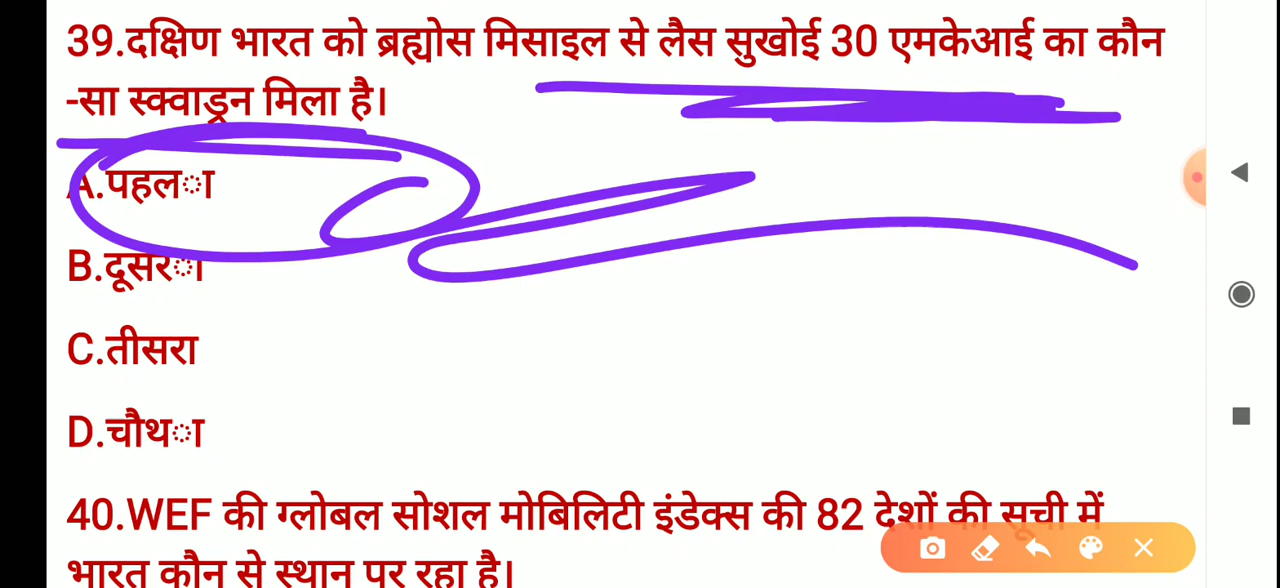 39.दक्षिण भारत को ब्रह्मोस मिसाइल से लैस सुखोई 30 एमकेआई का कौन
-सा स्क्वाड्रन मिला है।
A.पहल◌ा
B.दूसर◌ा
C.तीसरा
D.चौथ◌ा
40.WEF की ग्लोबल सोशल मोबिलिटी इंडेक्स की 82 देशों की सूची में
भारत कौन से स्थान पर रहा है।